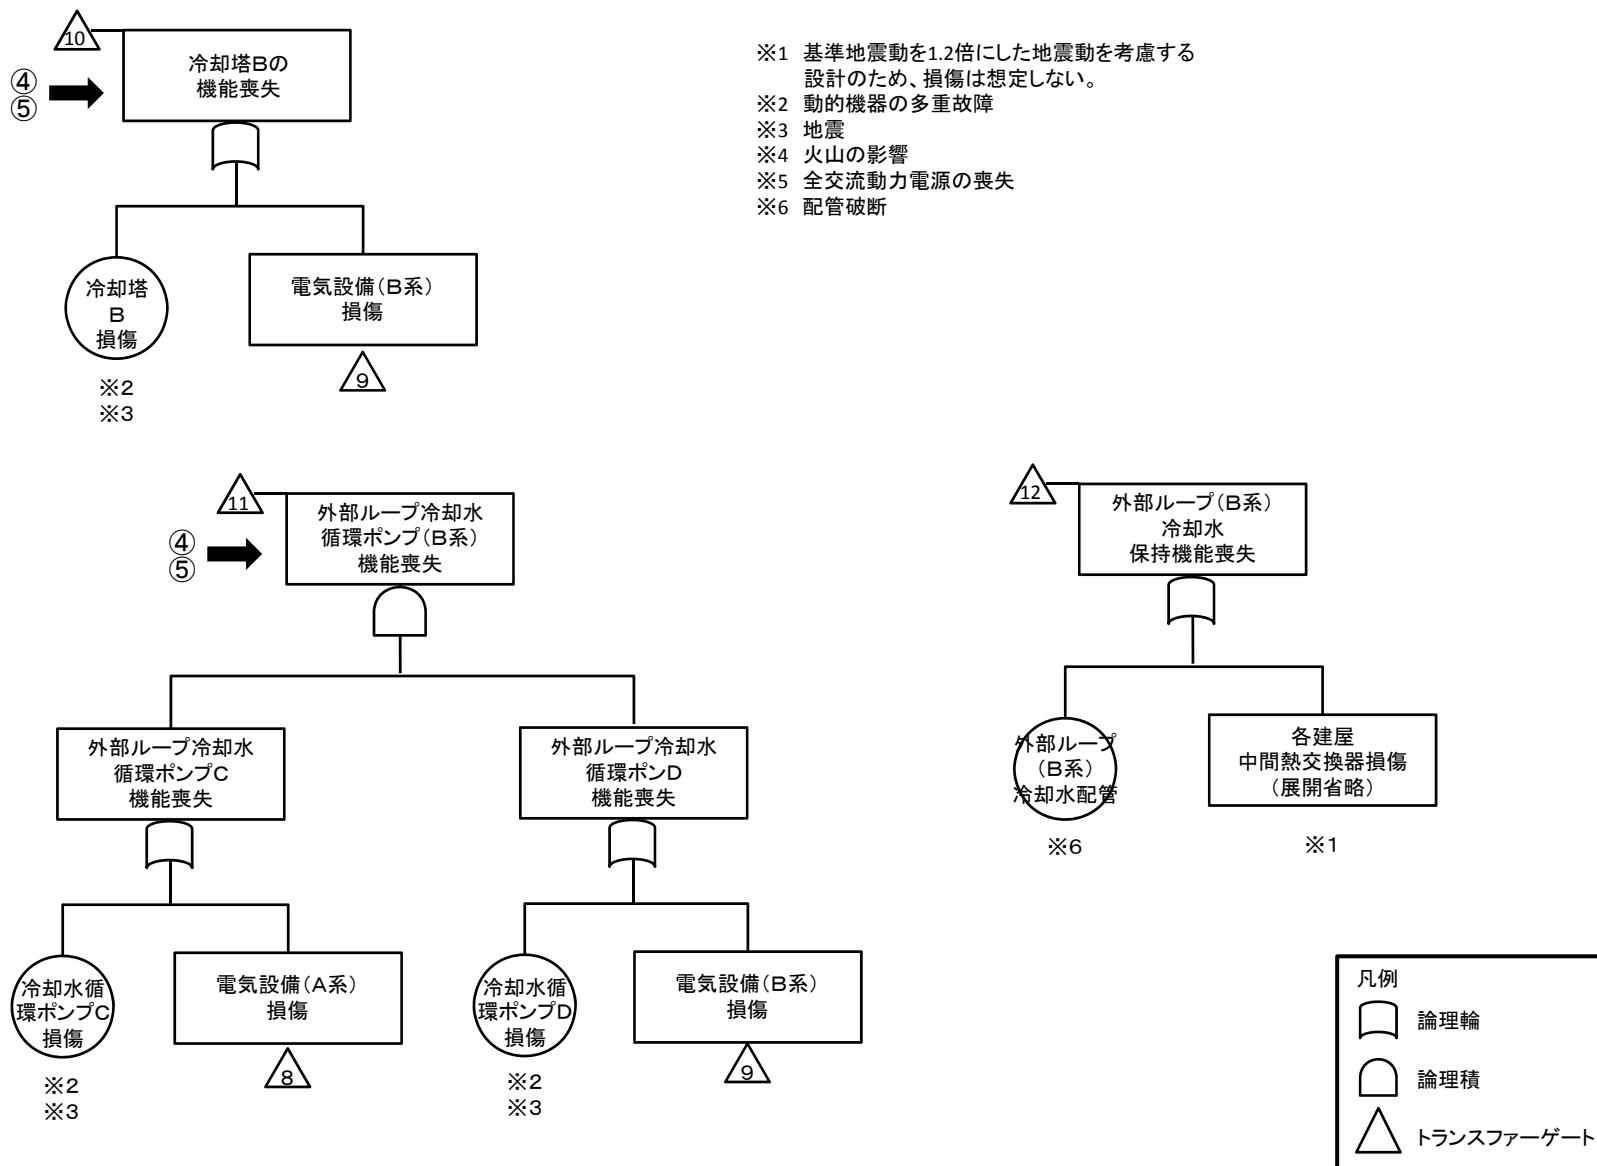 10
冷却塔Bの
機能喪失
④
⑤
冷却塔
B
損傷
※2
※3
電気設備(B系)
損傷
9
※1 基準地震動を1.2倍にした地震動を考慮する
設計のため、損傷は想定しない。
※2 動的機器の多重故障
※3 地震
※4 火山の影響
※5 全交流動力電源の喪失
※6 配管破断
11
外部ループ冷却水
循環ポンプ(B系)
機能喪失
④
⑤
外部ループ冷却水
循環ポンプC
機能喪失
外部ループ冷却水
循環ポンD
機能喪失
冷却水循
環ポンプC
損傷
※2
※3
電気設備(A系)
損傷
8
冷却水循
環ポンプD
損傷
※2
※3
電気設備(B系)
損傷
9
12
外部ループ(B系)
冷却水
保持機能喪失
外部ループ
(B系)
冷却水配管
※6
各建屋
中間熱交換器損傷
(展開省略)
※1
凡例
論理輪
論理積
トランスファーゲート